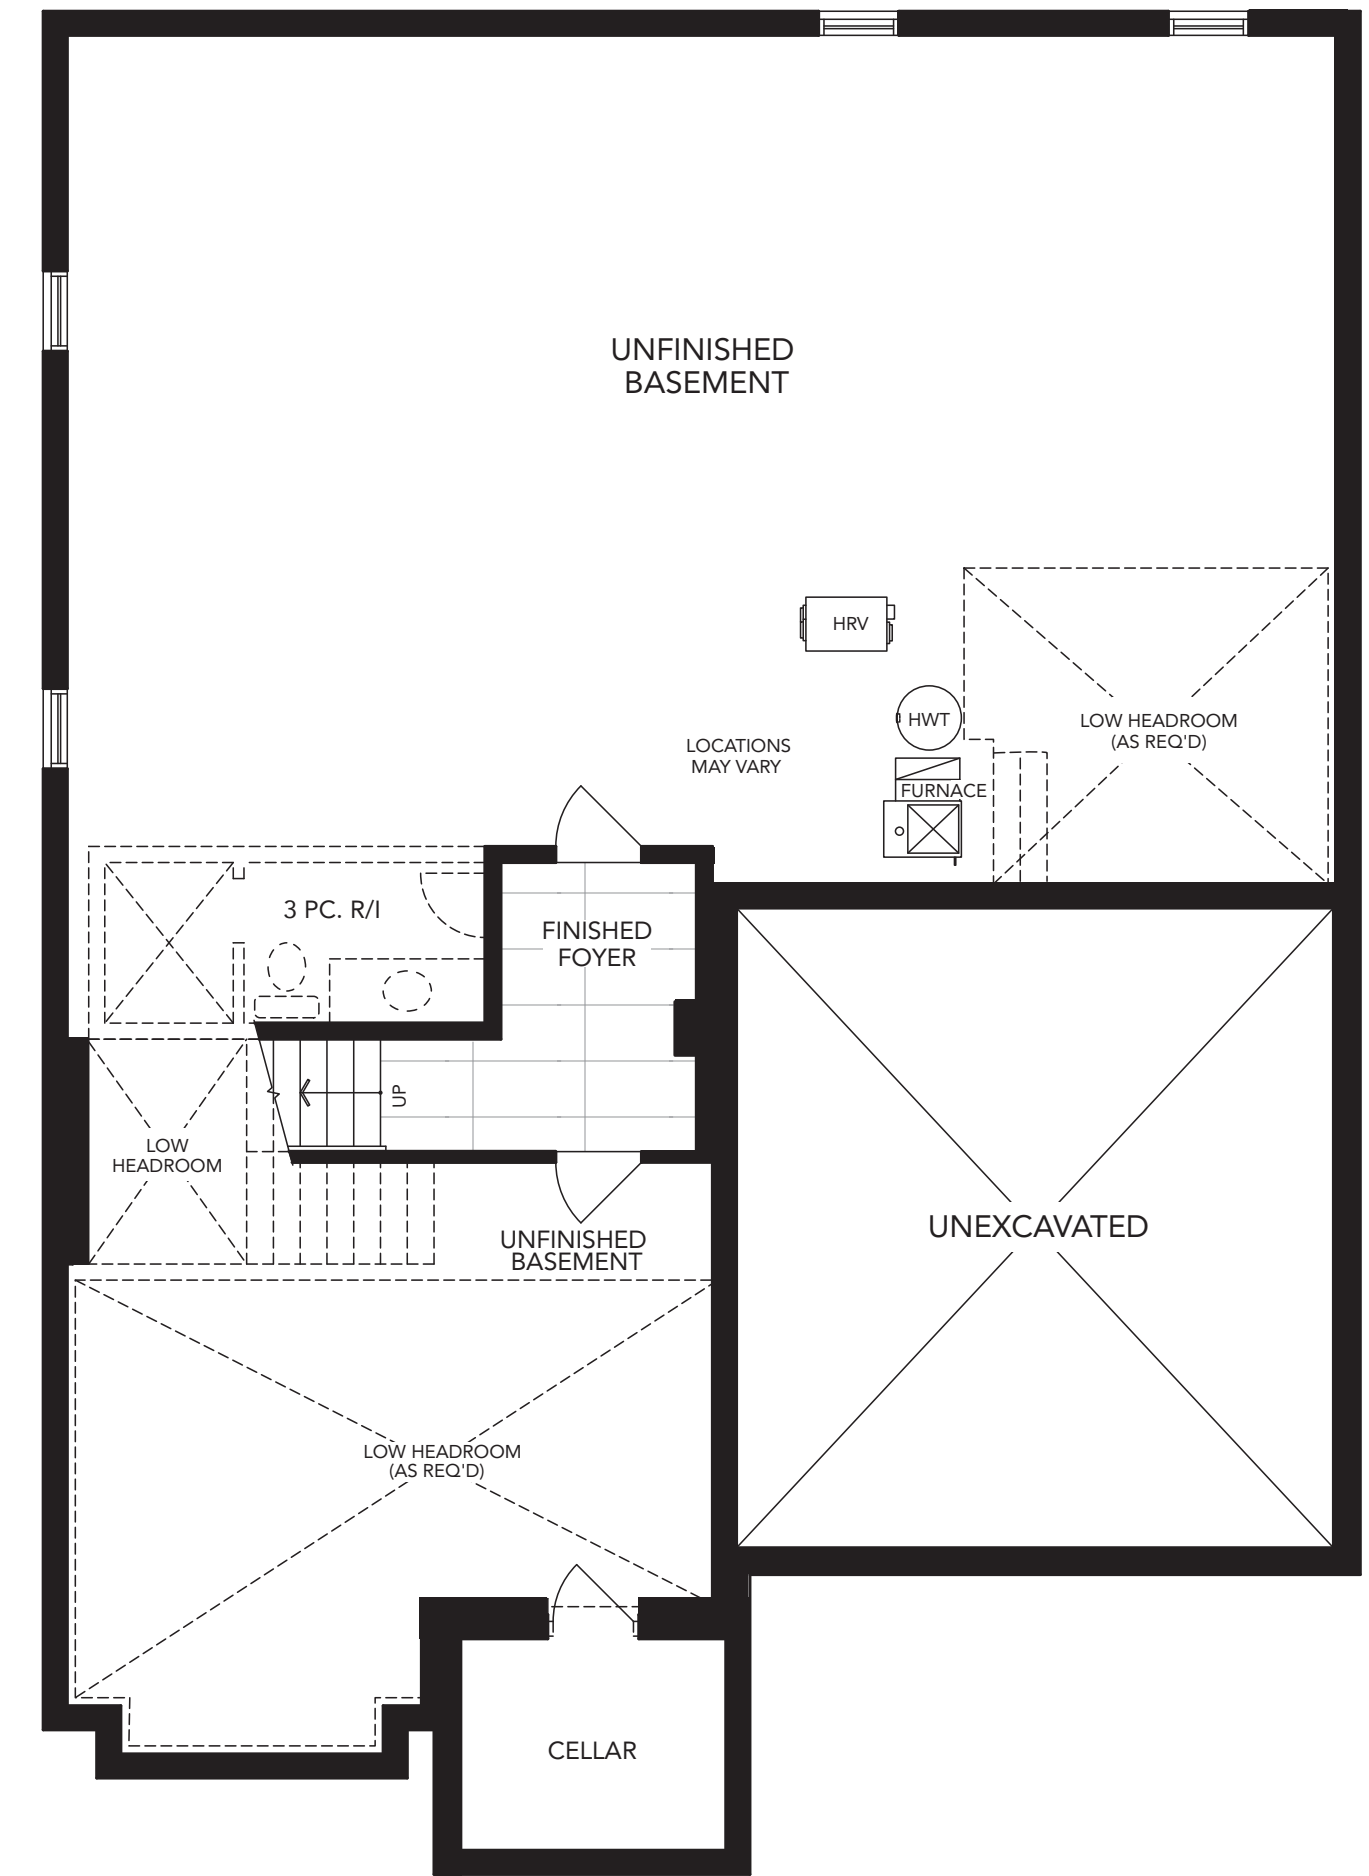 UNFINISHED
BASEMENT
HRV
HWT
LOW HEADROOM
(AS REQ'D)
LOCATIONS
MAY VARY
FURNACE
3 PC. R/I
FINISHED
FOYER
UP
LOW
HEADROOM
UNFINISHED
BASEMENT
UNEXCAVATED
LOW HEADROOM
(AS REQ'D)
CELLAR